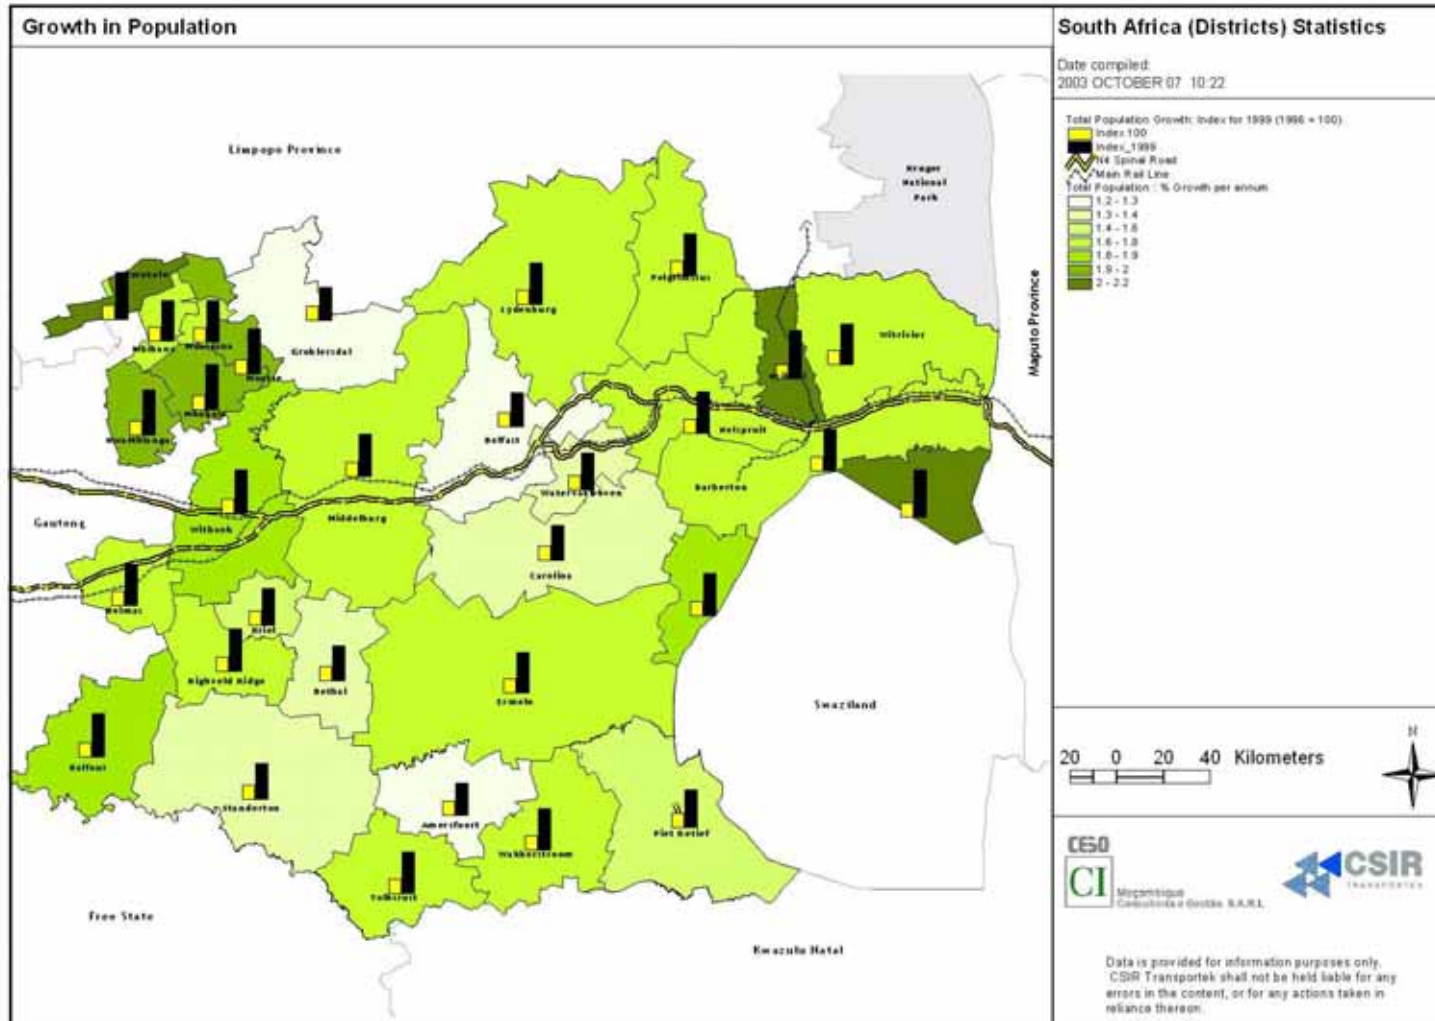 Growth in Population
South Africa (Districts) Statistics
Date compiled:
2003 OCTOBER 07 10:22
Total Population Growth: Index for 1999 (1996 = 100)
Index 100
Index_1999
N4 Spinal Road
Main Rail Line
Total Population : % Growth per annum
1.2 - 1.3
1.3 - 1.4
1.4 - 1.6
1.6 - 1.8
1.8 - 1.9
1.9 - 2
2 - 2.2
Limpopo Province
Kruger
National
Park
Maputo Province
Lydenburg
Groblersdal
Witrivier
Belfast
Nelspruit
Barberton
Middelburg
Witbank
Gauteng
Carolina
Delmas
Kriel
Highveld Ridge
Bethal
Ermelo
Swaziland
Balfour
Standerton
Amersfoort
Piet Retief
Wakkerstroom
Volksrust
Free State
Kwazulu Natal
20 0 20 40 Kilometers
N
CESO
CI
Moçambique
Consultoria e Gestão, S.A.R.L
CSIR
TRANSPORTEK
Data is provided for information purposes only.
CSIR Transportek shall not be held liable for any
errors in the content, or for any actions taken in
reliance thereon.